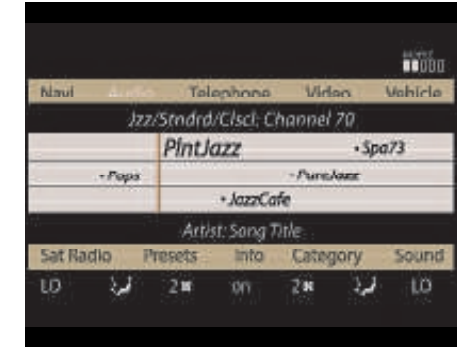 Navi Audio Telephone Video Vehicle
Jzz/Stndrd/Clscl: Channel 70
PlntJazz • Spa73
• Pops • PureJazz
• JazzCafe
Artist: Song Title
Sat Radio Presets Info Category Sound
LO 2 on 2 LO